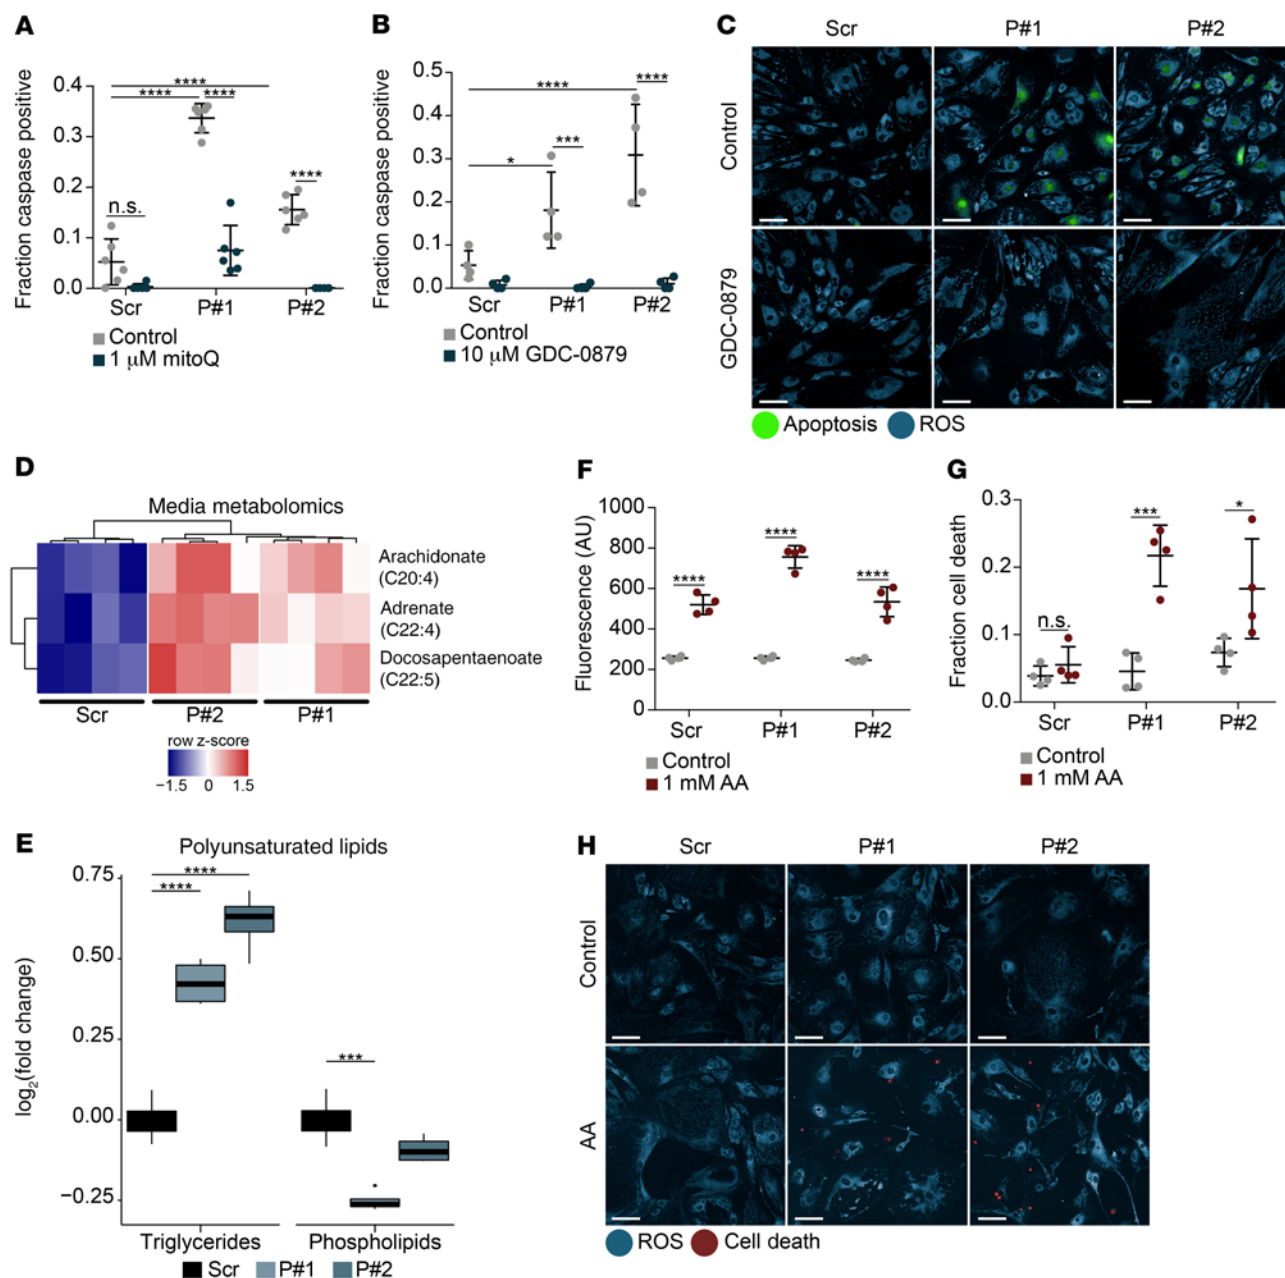 A
Fraction caspase positive
0.4
0.3
0.2
0.1
0.0
****
****
****
n.s.
****
Scr
P#1
P#2
Control
1 μM mitoQ
B
Fraction caspase positive
0.5
0.4
0.3
0.2
0.1
0.0
****
****
***
*
Scr
P#1
P#2
Control
10 μM GDC-0879
C
Scr
P#1
P#2
Control
GDC-0879
Apoptosis
ROS
D
Media metabolomics
Arachidonate
(C20:4)
Adrenate
(C22:4)
Docosapentaenoate
(C22:5)
Scr
P#2
P#1
row z-score
−1.5
0
1.5
F
Fluorescence (AU)
1000
800
600
400
200
0
****
****
****
Scr
P#1
P#2
Control
1 mM AA
G
Fraction cell death
0.3
0.2
0.1
0.0
n.s.
***
*
Scr
P#1
P#2
Control
1 mM AA
E
Polyunsaturated lipids
log₂(fold change)
0.75
0.50
0.25
0.00
−0.25
****
****
***
Triglycerides
Phospholipids
Scr
P#1
P#2
H
Scr
P#1
P#2
Control
AA
ROS
Cell death